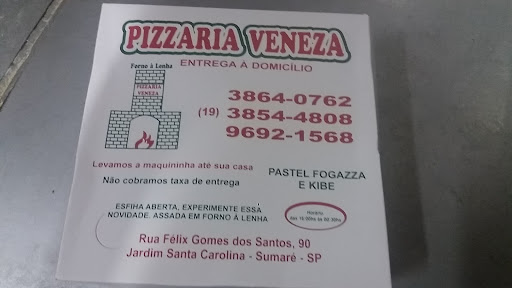 PIZZARIA VENEZA
ENTREGA À DOMICÍLIO
Forno à Lenha
PIZZARIA
VENEZA
3864-0762
(19) 3854-4808
9692-1568
Levamos a maquininha até sua casa
Não cobramos taxa de entrega
PASTEL FOGAZZA
E KIBE
ESFIHA ABERTA, EXPERIMENTE ESSA
NOVIDADE, ASSADA EM FORNO À LENHA
Horário
Rua Félix Gomes dos Santos, 90
Jardim Santa Carolina - Sumaré - SP